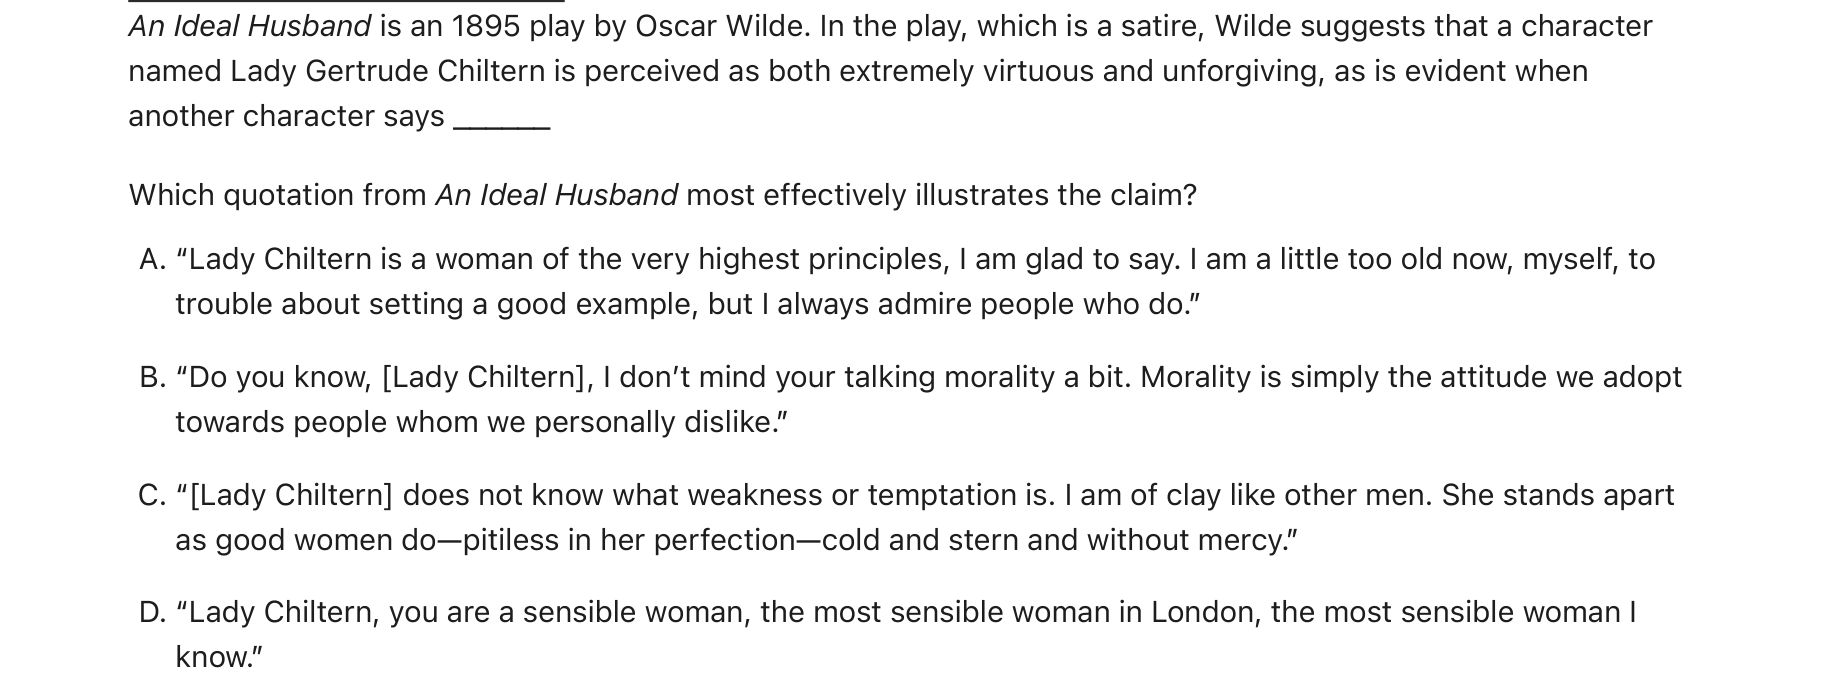 An Ideal Husband is an 1895 play by Oscar Wilde. In the play, which is a satire, Wilde suggests that a character
named Lady Gertrude Chiltern is perceived as both extremely virtuous and unforgiving, as is evident when
another character says ______
Which quotation from An Ideal Husband most effectively illustrates the claim?
A. “Lady Chiltern is a woman of the very highest principles, I am glad to say. I am a little too old now, myself, to
trouble about setting a good example, but I always admire people who do.”
B. “Do you know, [Lady Chiltern], I don’t mind your talking morality a bit. Morality is simply the attitude we adopt
towards people whom we personally dislike.”
C. “[Lady Chiltern] does not know what weakness or temptation is. I am of clay like other men. She stands apart
as good women do—pitiless in her perfection—cold and stern and without mercy.”
D. “Lady Chiltern, you are a sensible woman, the most sensible woman in London, the most sensible woman I
know.”